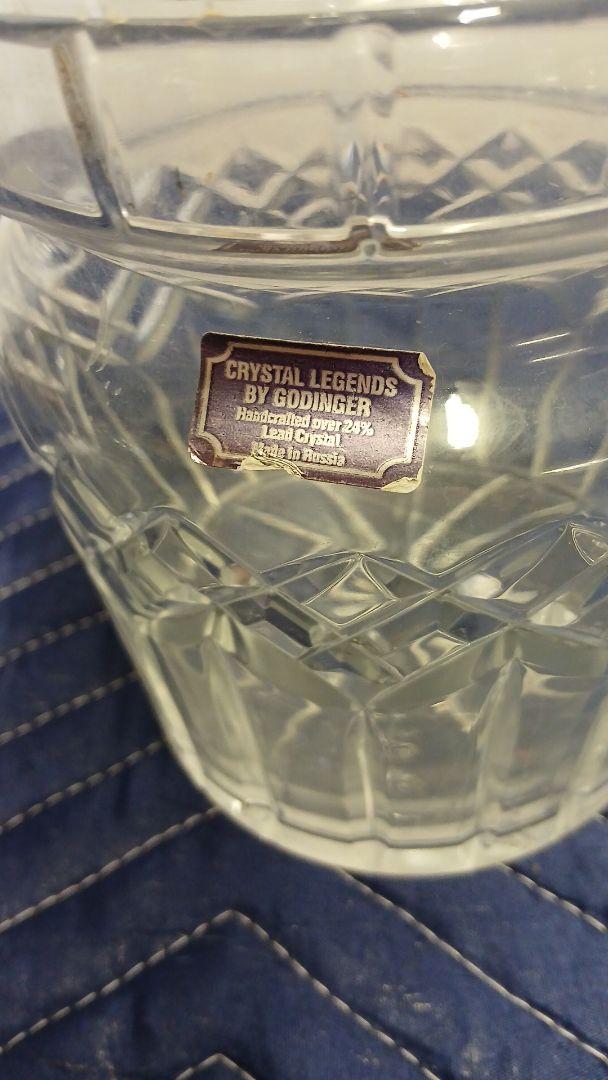 CRYSTAL LEGENDS
BY GODINGER
Handcrafted over 24%
Lead Crystal
Made in Russia